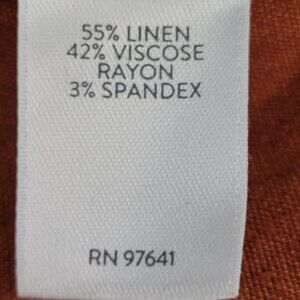 55% LINEN
42% VISCOSE
RAYON
3% SPANDEX
RN 97641